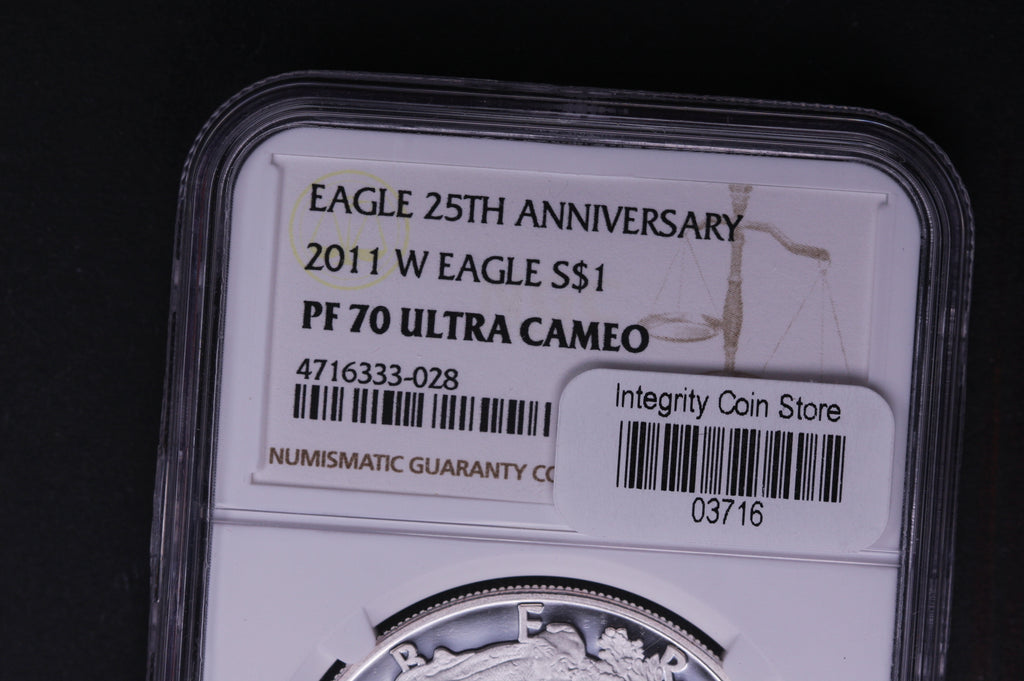 EAGLE 25TH ANNIVERSARY
2011 W EAGLE S$1
PF 70 ULTRA CAMEO
4716333-028
NUMISMATIC GUARANTY CO
Integrity Coin Store
03716
B E R